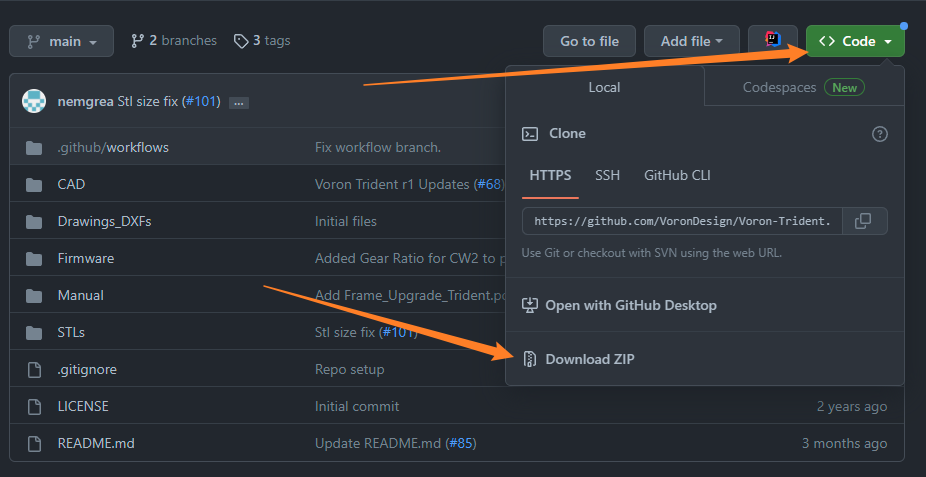 main
2 branches
3 tags
Go to file
Add file
<> Code
nemgrea Stl size fix (#101) ...
Local
Codespaces New
.github/workflows
Fix workflow branch.
Clone
CAD
Voron Trident r1 Updates (#68)
HTTPS SSH GitHub CLI
Drawings_DXFs
Initial files
https://github.com/VoronDesign/Voron-Trident.
Firmware
Added Gear Ratio for CW2 to
Use Git or checkout with SVN using the web URL.
Manual
Add Frame_Upgrade_Trident.
Open with GitHub Desktop
STLs
Stl size fix (#101)
.gitignore
Repo setup
Download ZIP
LICENSE
Initial commit
2 years ago
README.md
Update README.md (#85)
3 months ago